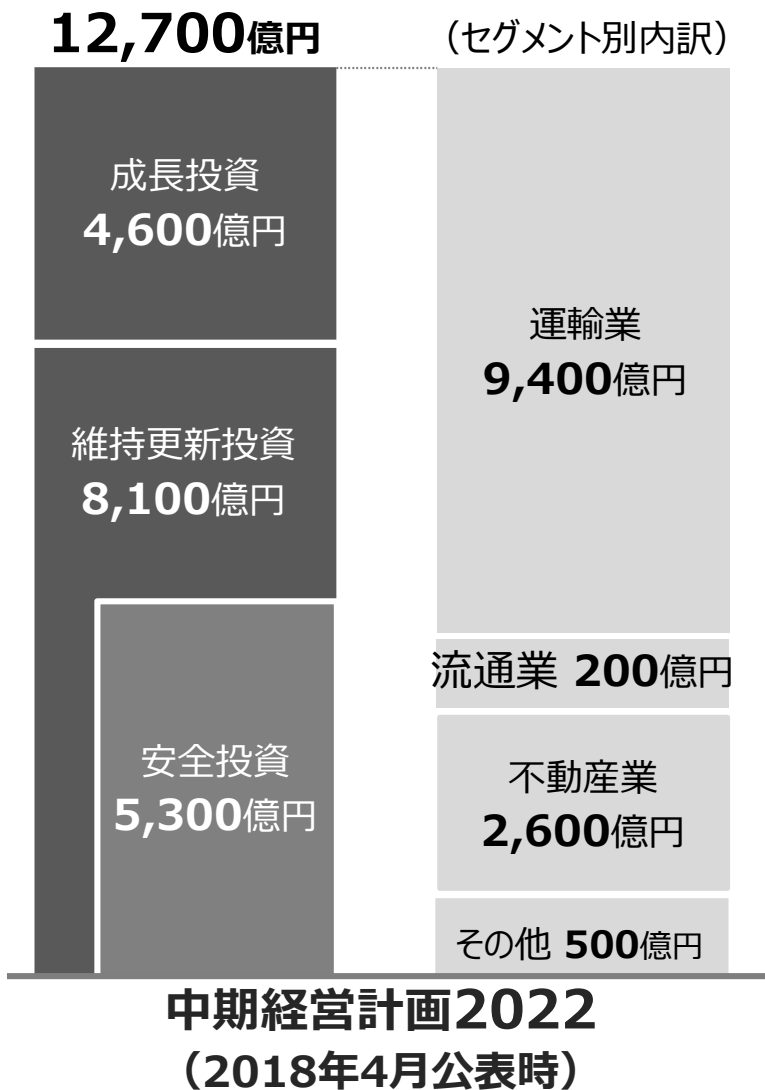 12,700億円
（セグメント別内訳）
成長投資
4,600億円
維持更新投資
8,100億円
安全投資
5,300億円
運輸業
9,400億円
流通業 200億円
不動産業
2,600億円
その他 500億円
中期経営計画2022
（2018年4月公表時）